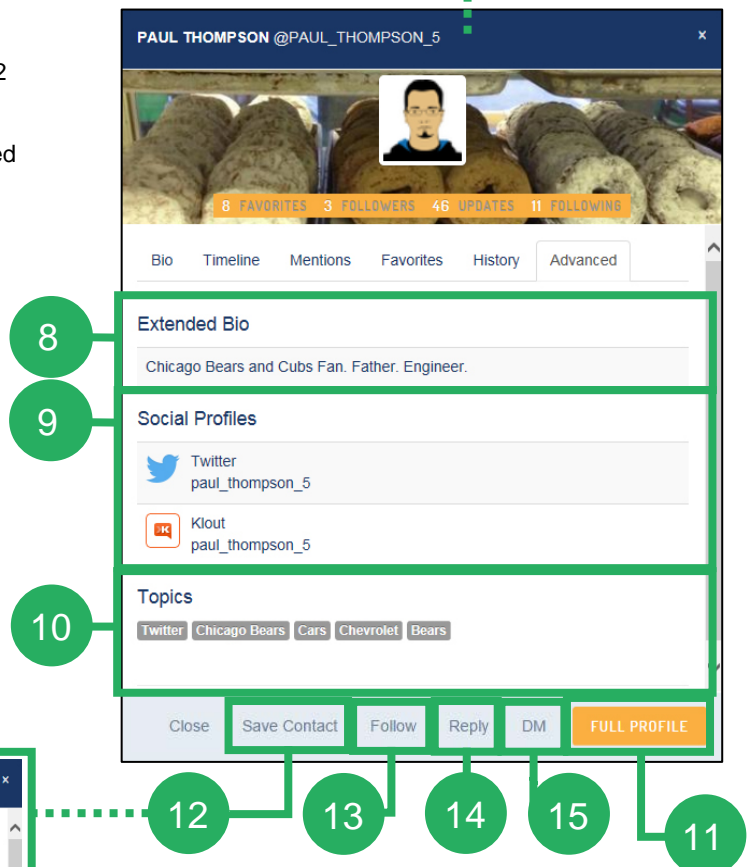 2
ed
PAUL THOMPSON @PAUL_THOMPSON_5 ×
8 FAVORITES 3 FOLLOWERS 46 UPDATES 11 FOLLOWING
Bio Timeline Mentions Favorites History Advanced
8
Extended Bio
Chicago Bears and Cubs Fan. Father. Engineer.
9
Social Profiles
Twitter
paul_thompson_5
Klout
paul_thompson_5
10
Topics
Twitter Chicago Bears Cars Chevrolet Bears
Close Save Contact Follow Reply DM FULL PROFILE
×
12 13 14 15 11